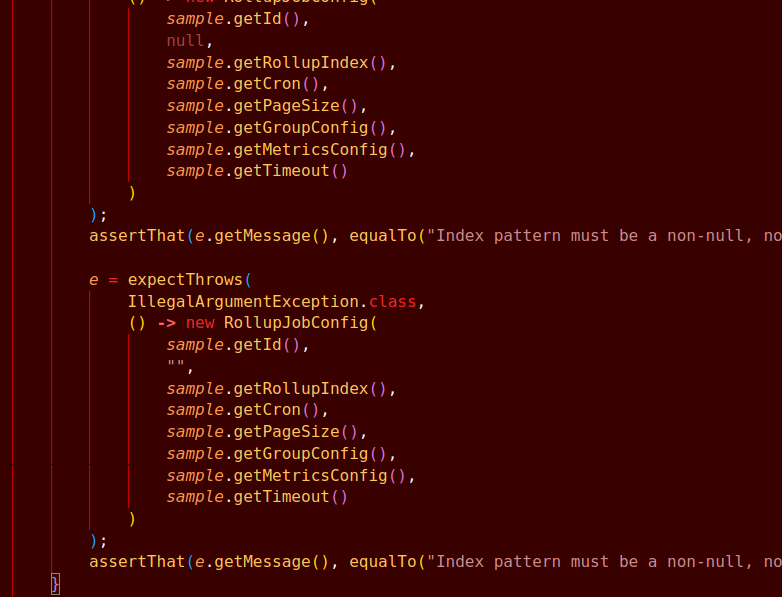 () -> new RollupJobConfig(
sample.getId(),
null,
sample.getRollupIndex(),
sample.getCron(),
sample.getPageSize(),
sample.getGroupConfig(),
sample.getMetricsConfig(),
sample.getTimeout()
)
);
assertThat(e.getMessage(), equalTo("Index pattern must be a non-null, no
e = expectThrows(
IllegalArgumentException.class,
() -> new RollupJobConfig(
sample.getId(),
"",
sample.getRollupIndex(),
sample.getCron(),
sample.getPageSize(),
sample.getGroupConfig(),
sample.getMetricsConfig(),
sample.getTimeout()
)
);
assertThat(e.getMessage(), equalTo("Index pattern must be a non-null, no
}